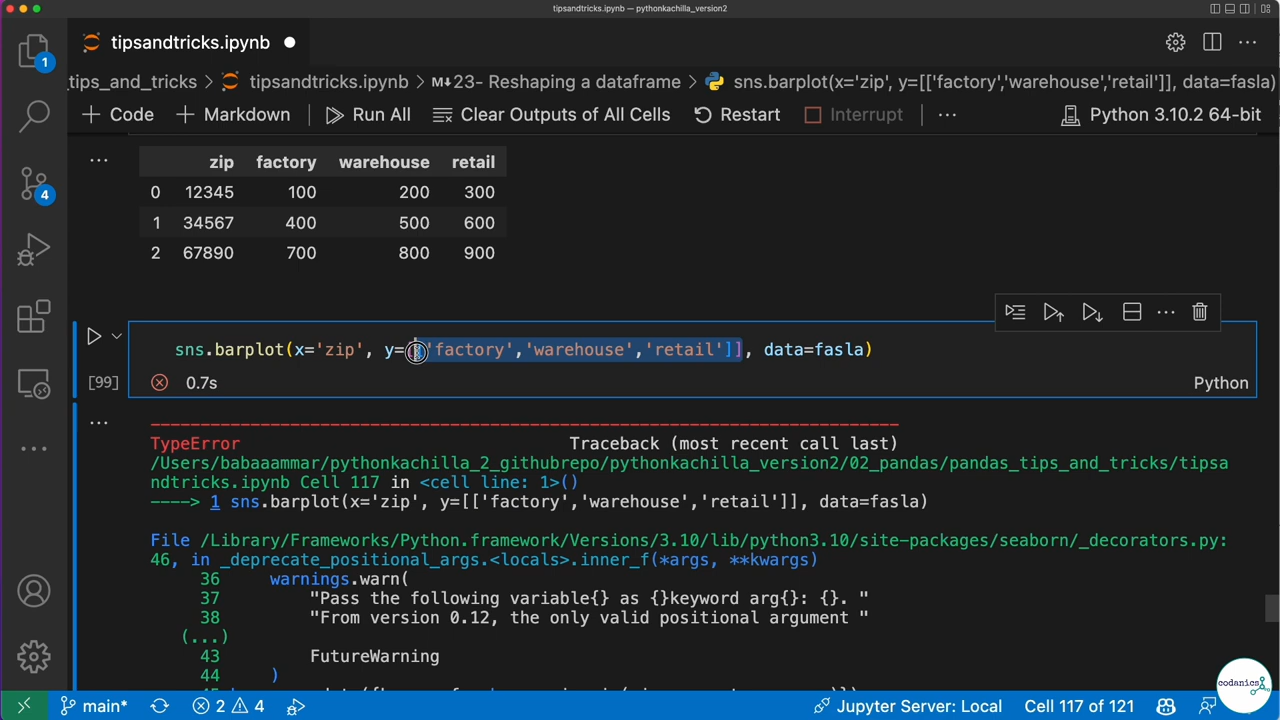 tipsandtricks.ipynb — pythonkachilla_version2
tipsandtricks.ipynb
_tips_and_tricks > tipsandtricks.ipynb > M↓23- Reshaping a dataframe > sns.barplot(x='zip', y=[['factory','warehouse','retail']], data=fasla)
+ Code + Markdown Run All Clear Outputs of All Cells Restart Interrupt ... Python 3.10.2 64-bit
zip factory warehouse retail
0 12345 100 200 300
1 34567 400 500 600
2 67890 700 800 900
sns.barplot(x='zip', y=[['factory','warehouse','retail']], data=fasla)
[99] 0.7s Python
TypeError Traceback (most recent call last)
/Users/babaaammar/pythonkachilla_2_githubrepo/pythonkachilla_version2/02_pandas/pandas_tips_and_tricks/tipsa
ndtricks.ipynb Cell 117 in <cell line: 1>()
----> 1 sns.barplot(x='zip', y=[['factory','warehouse','retail']], data=fasla)
File /Library/Frameworks/Python.framework/Versions/3.10/lib/python3.10/site-packages/seaborn/_decorators.py:
46, in _deprecate_positional_args.<locals>.inner_f(*args, **kwargs)
36 warnings.warn(
37 "Pass the following variable{} as {}keyword arg{}: {}. "
38 "From version 0.12, the only valid positional argument "
(...)
43 FutureWarning
44 )
1
4
main* 2 4 Jupyter Server: Local Cell 117 of 121
codanics